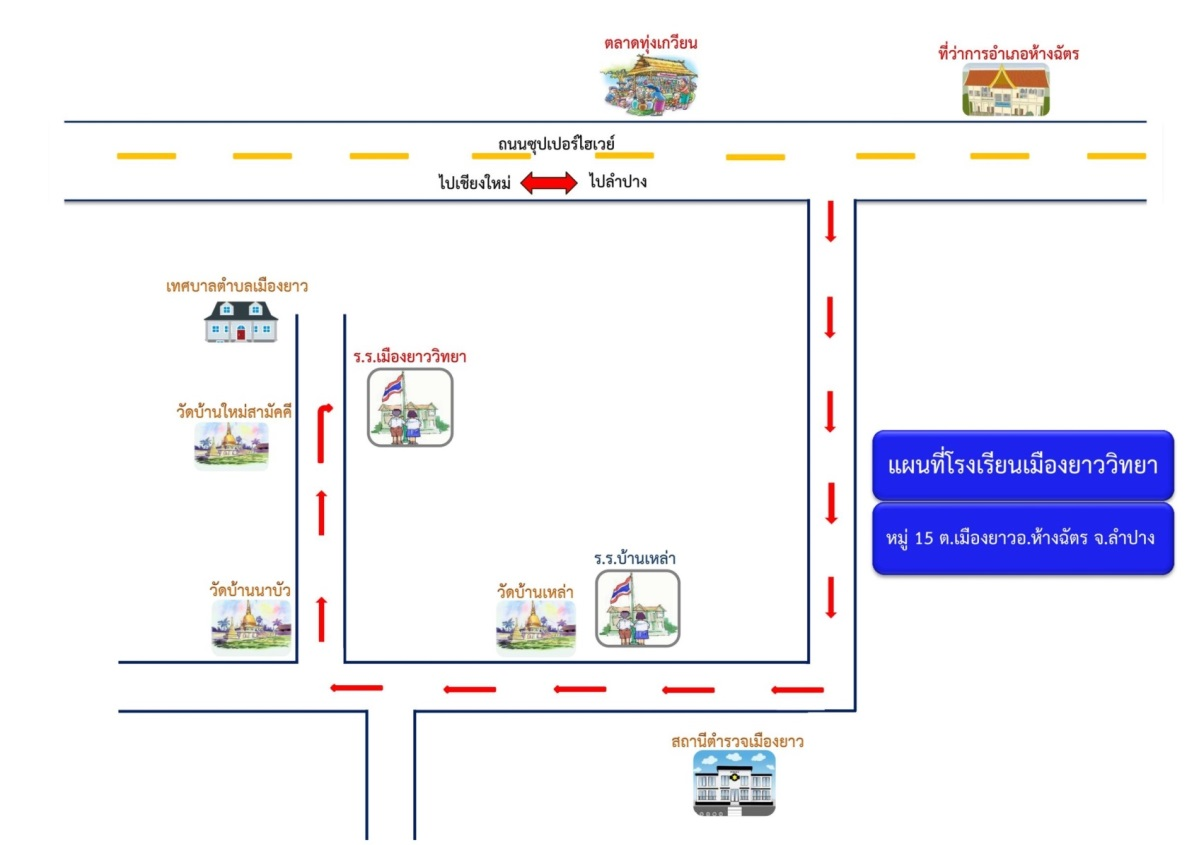 ตลาดทุ่งเกวียน
ที่ว่าการอำเภอห้างฉัตร
ถนนซุปเปอร์ไฮเวย์
ไปเชียงใหม่ ไปลำปาง
เทศบาลตำบลเมืองยาว
ร.ร.เมืองยาววิทยา
วัดบ้านใหม่สามัคคี
แผนที่โรงเรียนเมืองยาววิทยา
หมู่ 15 ต.เมืองยาวอ.ห้างฉัตร จ.ลำปาง
ร.ร.บ้านเหล่า
วัดบ้านนาบัว
วัดบ้านเหล่า
สถานีตำรวจเมืองยาว